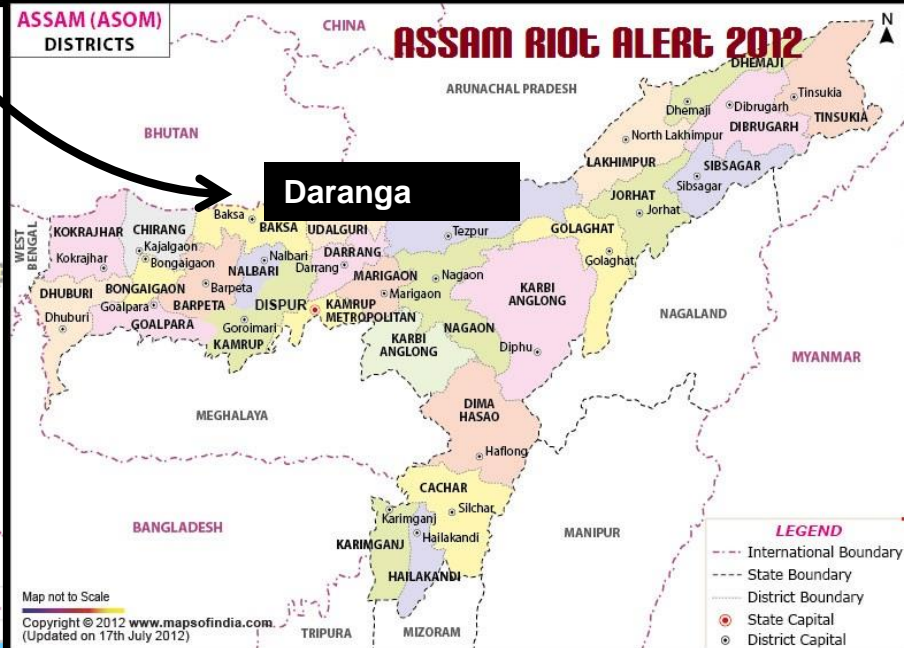 ASSAM (ASOM)
DISTRICTS
CHINA
ASSAM RIOT ALERT 2012
N
DHEMAJI
ARUNACHAL PRADESH
Tinsukia
Dhemaji
Dibrugarh
TINSUKIA
BHUTAN
North Lakhimpur
DIBRUGARH
LAKHIMPUR
SIBSAGAR
Daranga
Sibsagar
JORHAT
Jorhat
Baksa
BAKSA
UDALGURI
Tezpur
GOLAGHAT
WEST
BENGAL
KOKRAJHAR
CHIRANG
Kajalgaon
Nalbari
DARRANG
Golaghat
Kokrajhar
Bongaigaon
NALBARI
Darrang
MARIGAON
Nagaon
KARBI
ANGLONG
DHUBURI
BONGAIGAON
Barpeta
DISPUR
KAMRUP
METROPOLITAN
Marigaon
Goalpara
BARPETA
Dhuburi
GOALPARA
Goroimari
KAMRUP
NAGAON
KARBI
ANGLONG
Diphu
NAGALAND
MYANMAR
MEGHALAYA
DIMA
HASAO
Haflong
CACHAR
Silchar
BANGLADESH
Karimganj
Hailakandi
MANIPUR
KARIMGANJ
HAILAKANDI
LEGEND
International Boundary
State Boundary
District Boundary
State Capital
District Capital
Map not to Scale
Copyright © 2012 www.mapsofindia.com
(Updated on 17th July 2012)
TRIPURA
MIZORAM